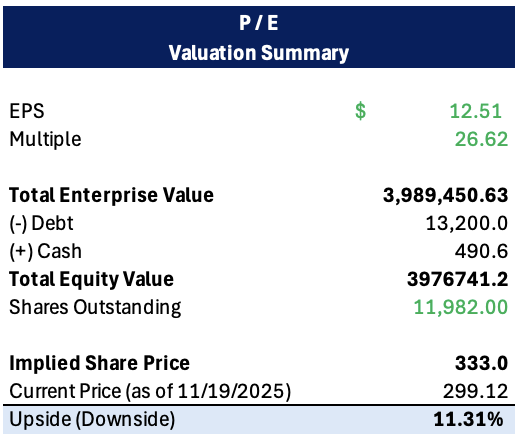 P / E
Valuation Summary
EPS $ 12.51
Multiple 26.62
Total Enterprise Value 3,989,450.63
(-) Debt 13,200.0
(+) Cash 490.6
Total Equity Value 3976741.2
Shares Outstanding 11,982.00
Implied Share Price 333.0
Current Price (as of 11/19/2025) 299.12
Upside (Downside) 11.31%